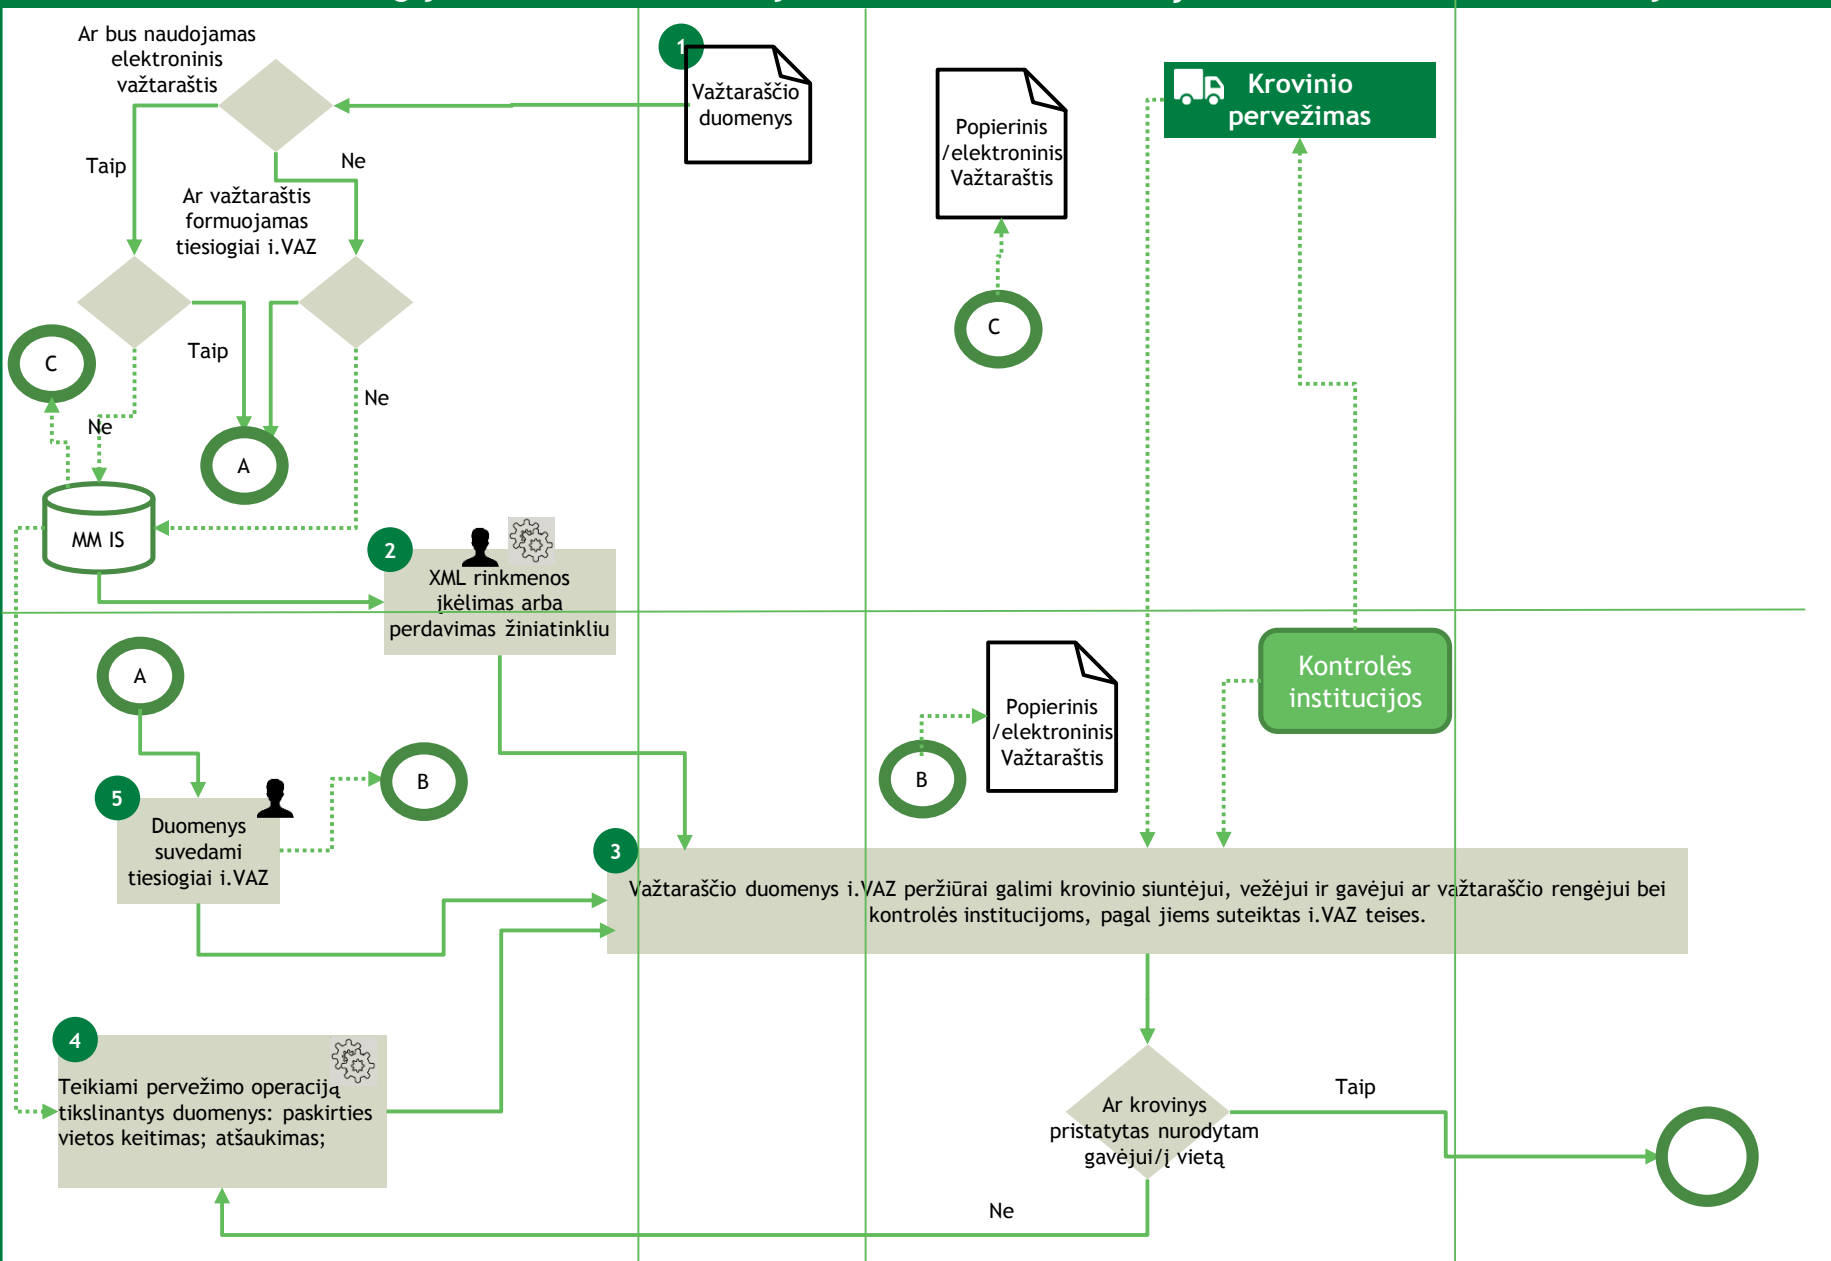 Ar bus naudojamas
elektroninis
važtaraštis
1
Važtaraščio
duomenys
Popierinis
/elektroninis
Važtaraštis
Krovinio
pervežimas
Taip
Ne
Ar važtaraštis
formuojamas
tiesiogiai i.VAZ
C
C
Taip
Ne
Ne
A
MM IS
2
XML rinkmenos
įkėlimas arba
perdavimas žiniatinkliu
A
Kontrolės
institucijos
Popierinis
/elektroninis
Važtaraštis
B
B
5
Duomenys
suvedami
tiesiogiai i.VAZ
3
Važtaraščio duomenys i.VAZ peržiūrai galimi krovinio siuntėjui, vežėjui ir gavėjui ar važtaraščio rengėjui bei
kontrolės institucijoms, pagal jiems suteiktas i.VAZ teises.
4
Teikiami pervežimo operaciją
tikslinantys duomenys: paskirties
vietos keitimas; atšaukimas;
Ar krovinys
pristatytas nurodytam
gavėjui/į vietą
Taip
Ne